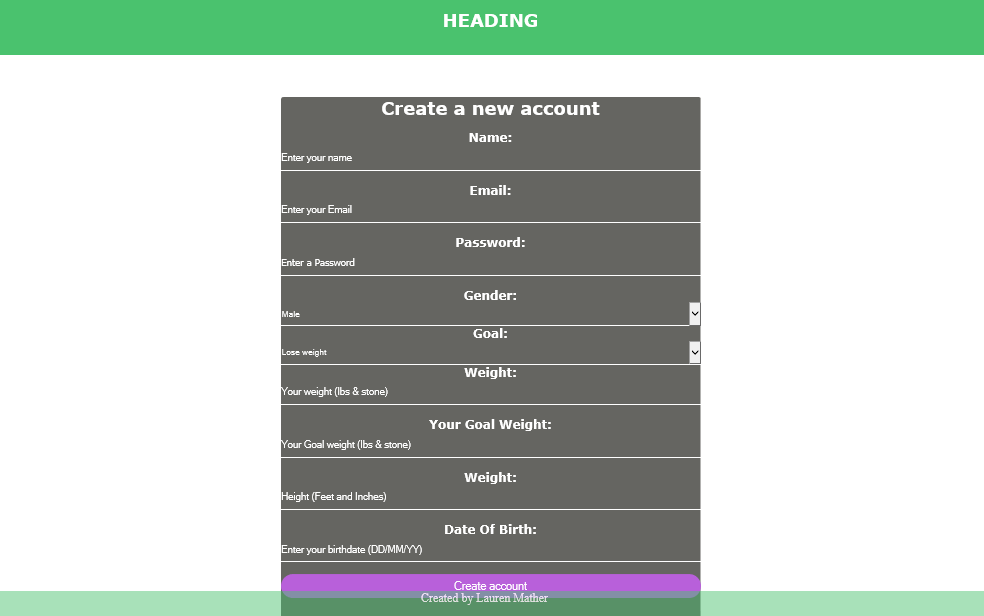 HEADING
Create a new account
Name:
Enter your name
Email:
Enter your Email
Password:
Enter a Password
Gender:
Male
Goal:
Lose weight
Weight:
Your weight (lbs & stone)
Your Goal Weight:
Your Goal weight (lbs & stone)
Weight:
Height (Feet and Inches)
Date Of Birth:
Enter your birthdate (DD/MM/YY)
Create account
Created by Lauren Mather